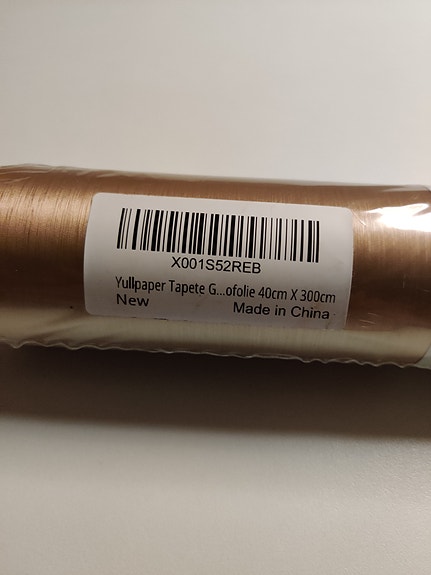 X001S52REB
Yullpaper Tapete G...ofolie 40cm X 300cm
New Made in China